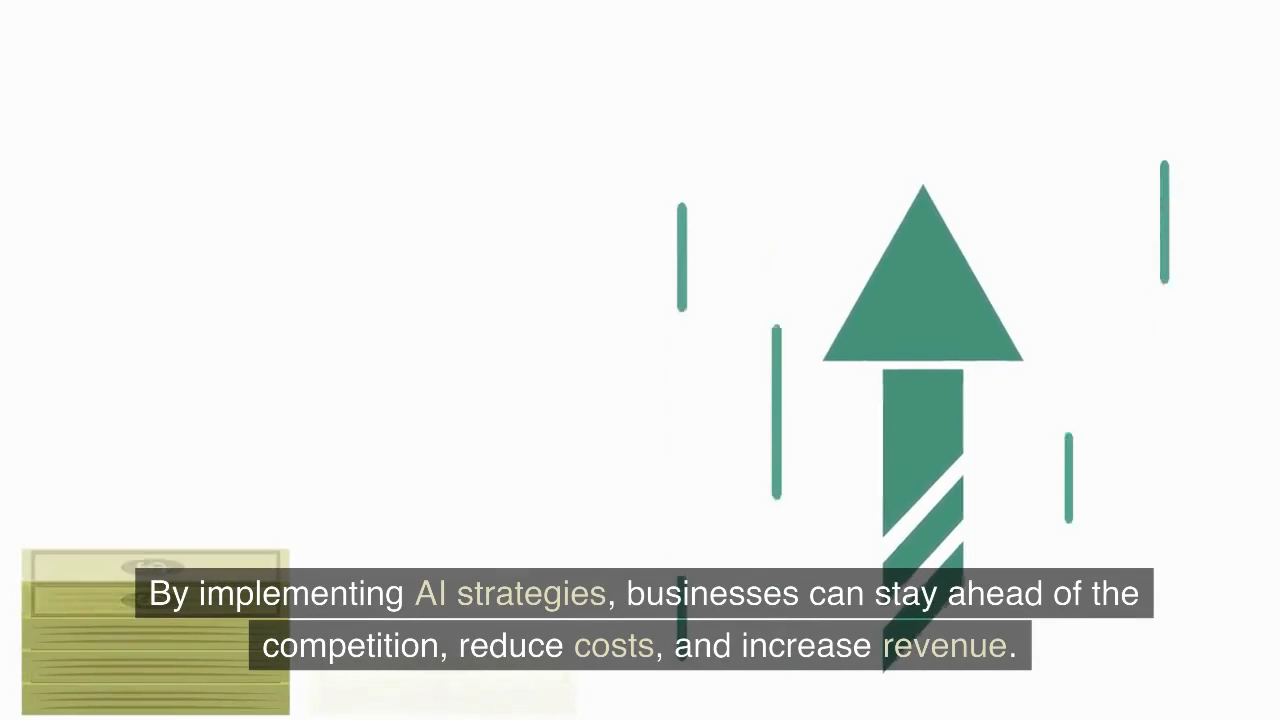 By implementing AI strategies, businesses can stay ahead of the
competition, reduce costs, and increase revenue.